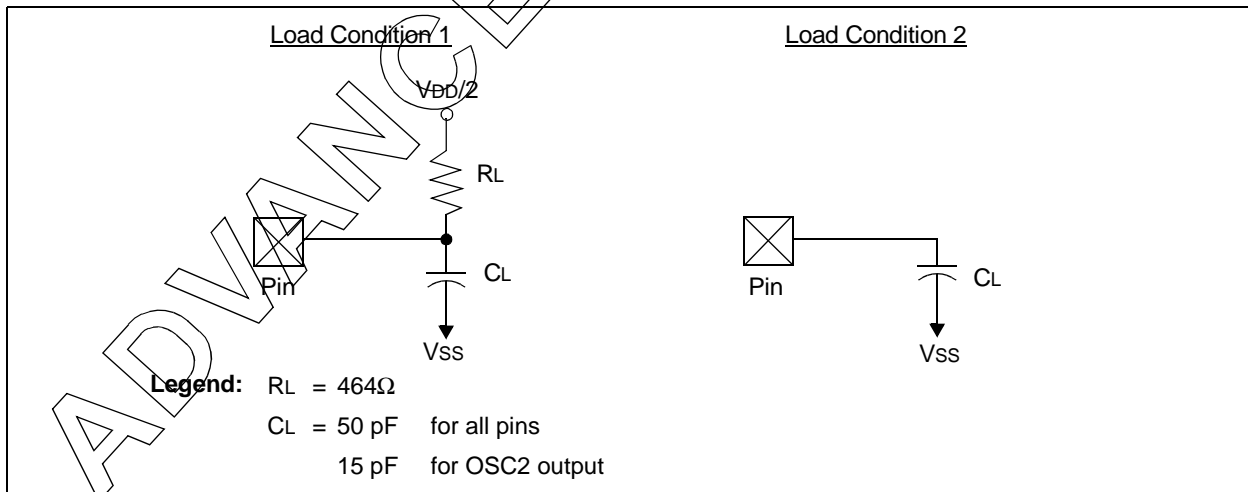 Load Condition 1
Load Condition 2
VDD/2
RL
Pin
CL
VSS
Pin
CL
VSS
Legend: RL = 464Ω
CL = 50 pF for all pins
15 pF for OSC2 output
ADVANCE